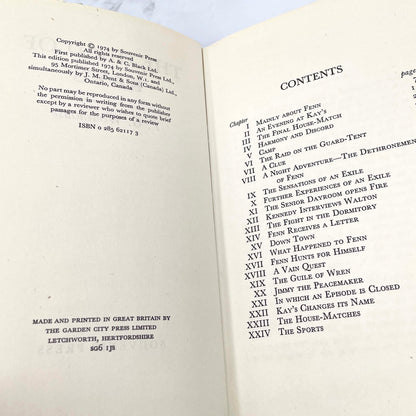 Copyright © 1974 by Souvenir Press
All rights reserved
First published by A. & C. Black Ltd.
This edition published 1974 by Souvenir Press Ltd,
95 Mortimer Street, London, W.1. and
simultaneously by J. M. Dent & Sons (Canada) Ltd.,
Ontario, Canada
No part may be reproduced in any form without
the permission in writing from the publisher
except by a reviewer who wishes to quote brief
passages for the purposes of a review
ISBN 0 285 62117 3
MADE AND PRINTED IN GREAT BRITAIN BY
THE GARDEN CITY PRESS LIMITED
LETCHWORTH, HERTFORDSHIRE
SG6 1JS
CONTENTS
Chapter page
I MAINLY ABOUT FENN 7
II AN EVENING AT KAY'S
III THE FINAL HOUSE-MATCH
IV HARMONY AND DISCORD
V CAMP
VI THE RAID ON THE GUARD-TENT
VII A CLUE
VIII A NIGHT ADVENTURE—THE DETHRONEMEN
OF FENN
IX THE SENSATIONS OF AN EXILE
X FURTHER EXPERIENCES OF AN EXILE
XI THE SENIOR DAYROOM OPENS FIRE
XII KENNEDY INTERVIEWS WALTON
XIII THE FIGHT IN THE DORMITORY
XIV FENN RECEIVES A LETTER
XV DOWN TOWN
XVI WHAT HAPPENED TO FENN
XVII FENN HUNTS FOR HIMSELF
XVIII A VAIN QUEST
XIX THE GUILE OF WREN
XX JIMMY THE PEACEMAKER
XXI IN WHICH AN EPISODE IS CLOSED
XXII KAY'S CHANGES ITS NAME
XXIII THE HOUSE-MATCHES
XXIV THE SPORTS